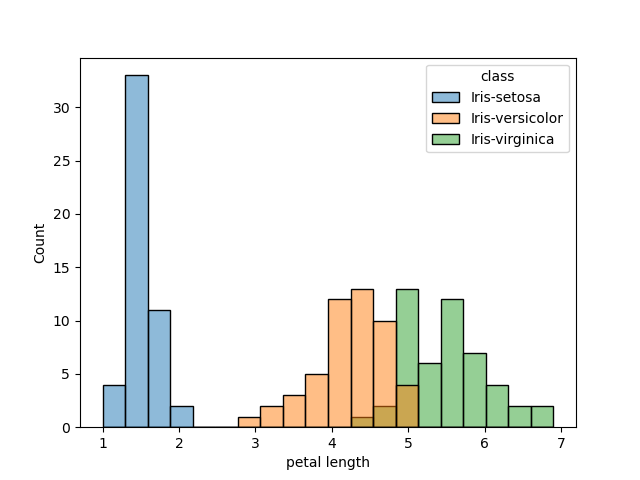 class
Iris-setosa
Iris-versicolor
Iris-virginica
30
25
20
15
10
5
0
Count
1 2 3 4 5 6 7
petal length